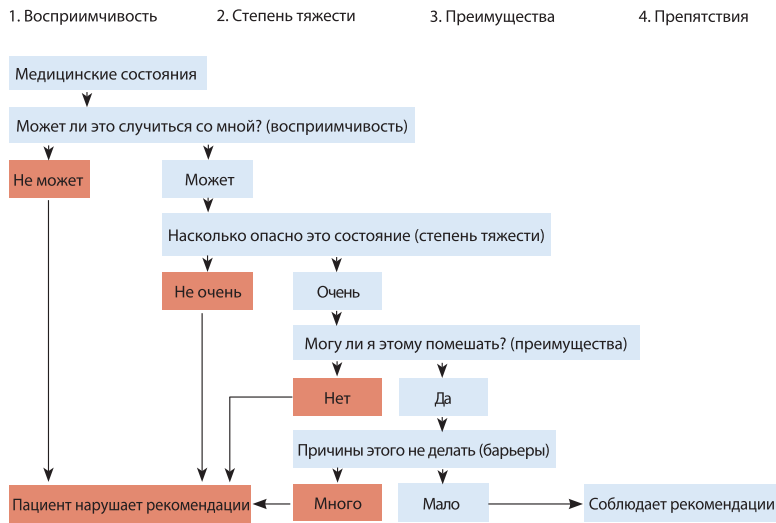 1. Восприимчивость 2. Степень тяжести 3. Преимущества 4. Препятствия
Медицинские состояния
Может ли это случиться со мной? (восприимчивость)
Не может Может
Насколько опасно это состояние (степень тяжести)
Не очень Очень
Могу ли я этому помешать? (преимущества)
Нет Да
Причины этого не делать (барьеры)
Пациент нарушает рекомендации Много Мало Соблюдает рекомендации